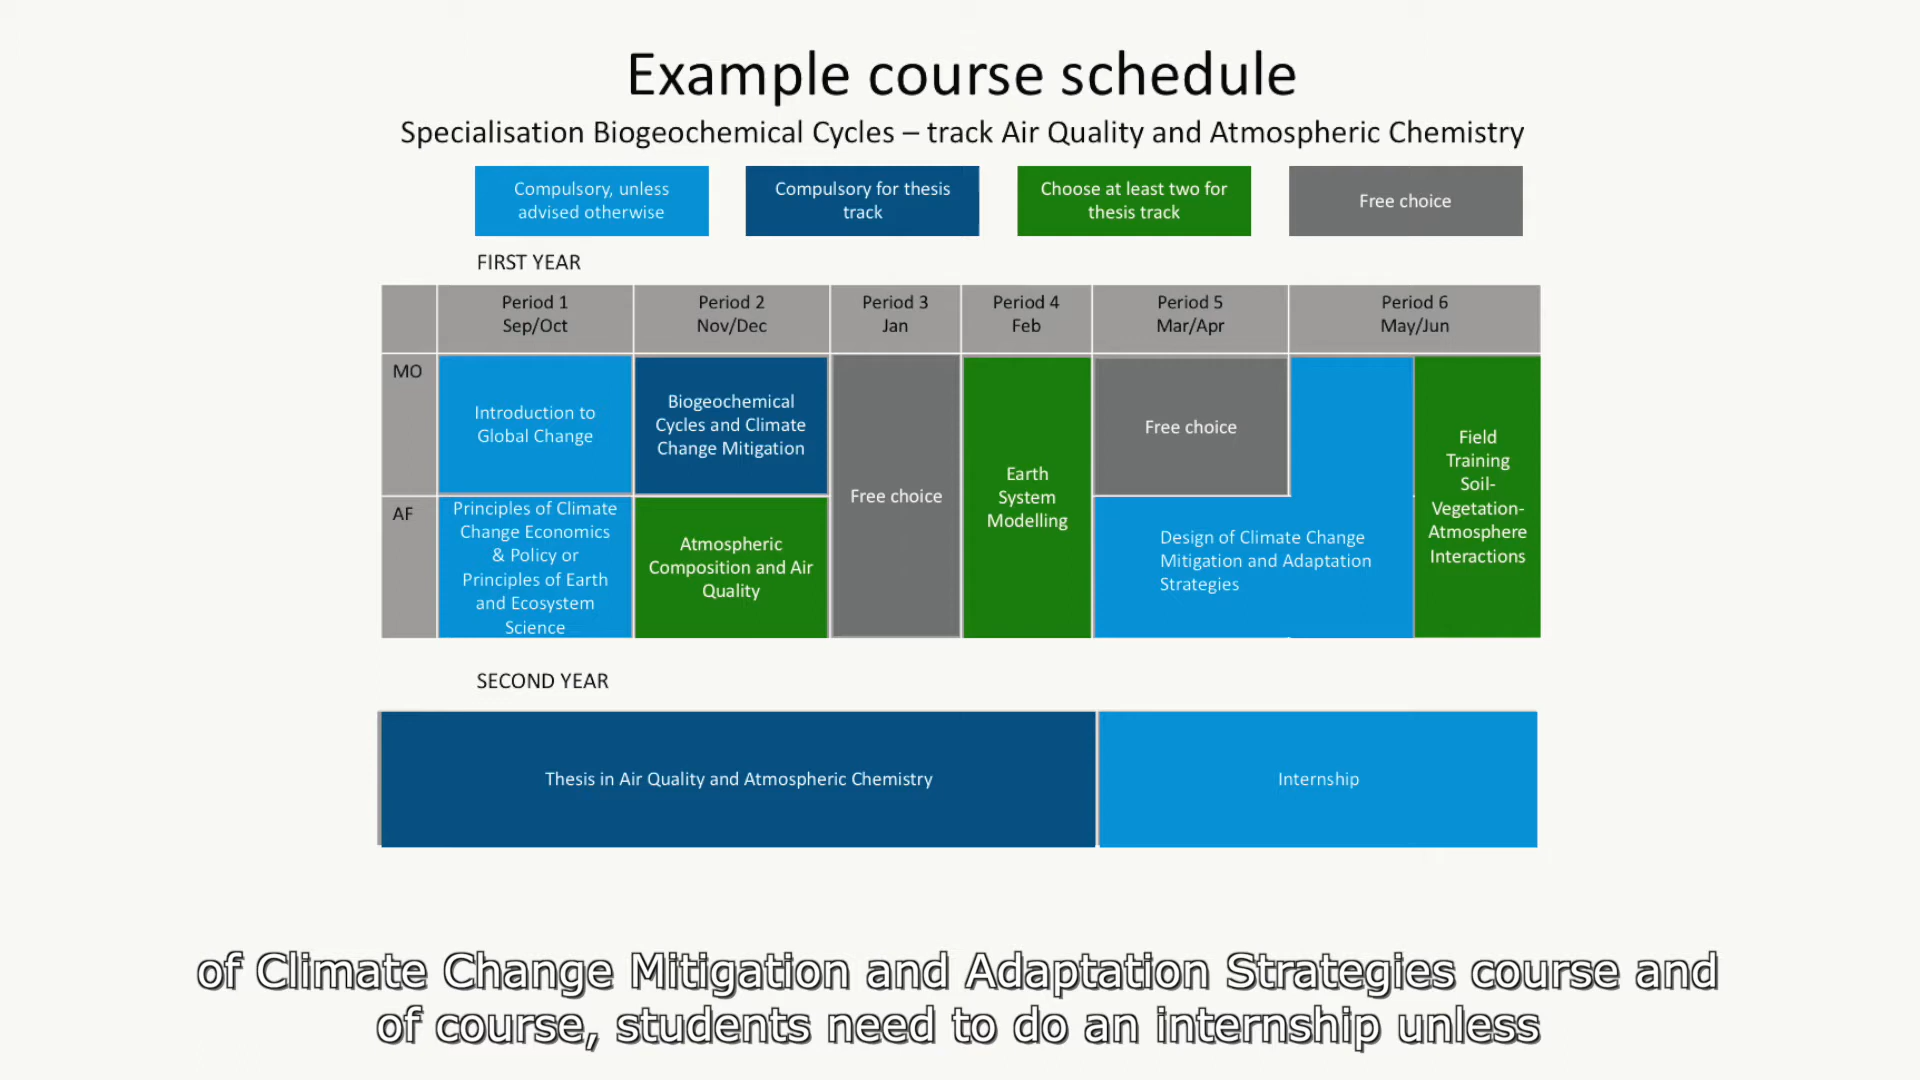 Example course schedule
Specialisation Biogeochemical Cycles – track Air Quality and Atmospheric Chemistry
Compulsory, unless
advised otherwise
Compulsory for thesis
track
Choose at least two for
thesis track
Free choice
FIRST YEAR
Period 1
Sep/Oct
Period 2
Nov/Dec
Period 3
Jan
Period 4
Feb
Period 5
Mar/Apr
Period 6
May/Jun
MO
Introduction to
Global Change
Biogeochemical
Cycles and Climate
Change Mitigation
Free choice
Earth
System
Modelling
Free choice
Field
Training
Soil-
Vegetation-
Atmosphere
Interactions
AF
Principles of Climate
Change Economics
& Policy or
Principles of Earth
and Ecosystem
Science
Atmospheric
Composition and Air
Quality
Design of Climate Change
Mitigation and Adaptation
Strategies
SECOND YEAR
Thesis in Air Quality and Atmospheric Chemistry
Internship
of Climate Change Mitigation and Adaptation Strategies course and
of course, students need to do an internship unless